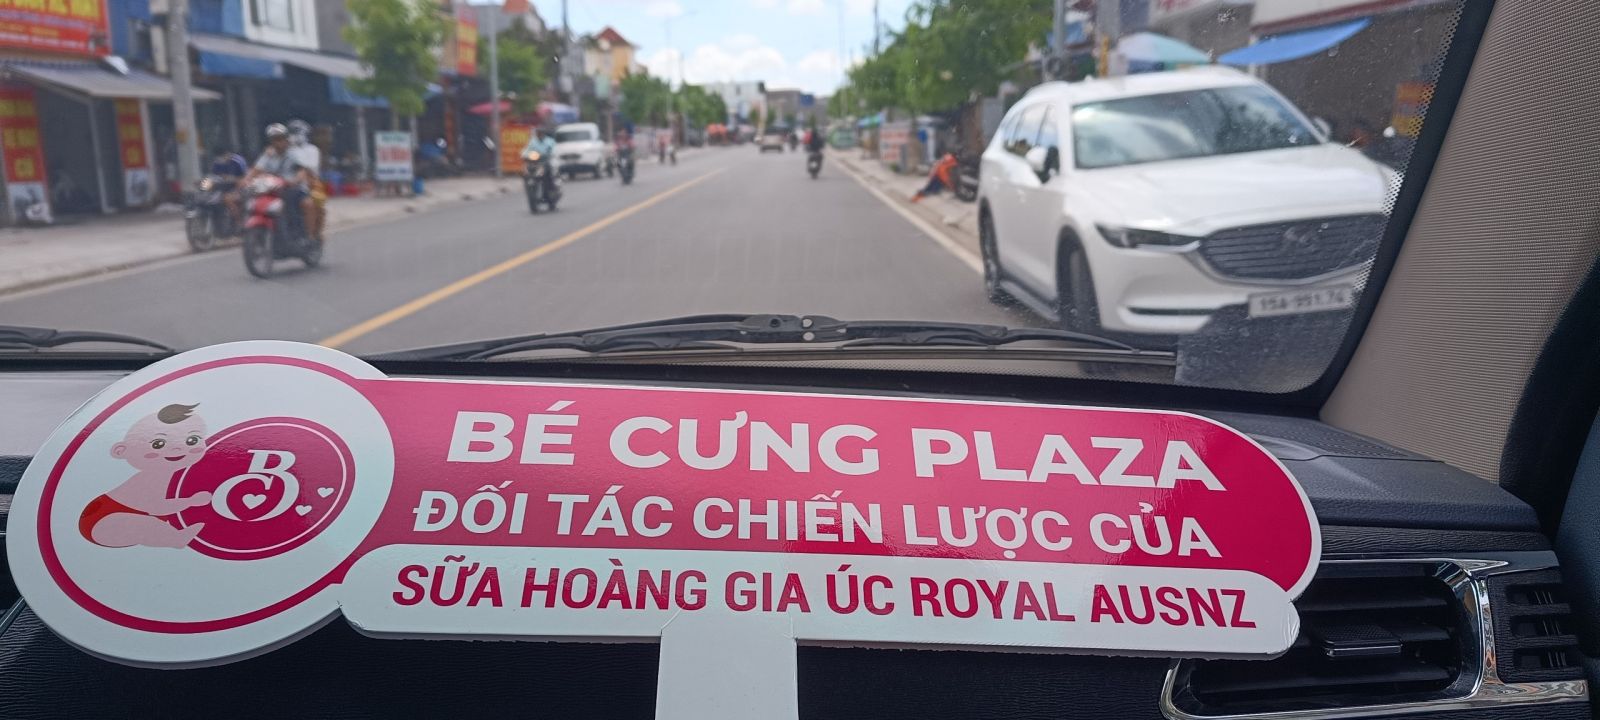 BÉ CƯNG PLAZA
ĐỐI TÁC CHIẾN LƯỢC CỦA
SỮA HOÀNG GIA ÚC ROYAL AUSNZ
B